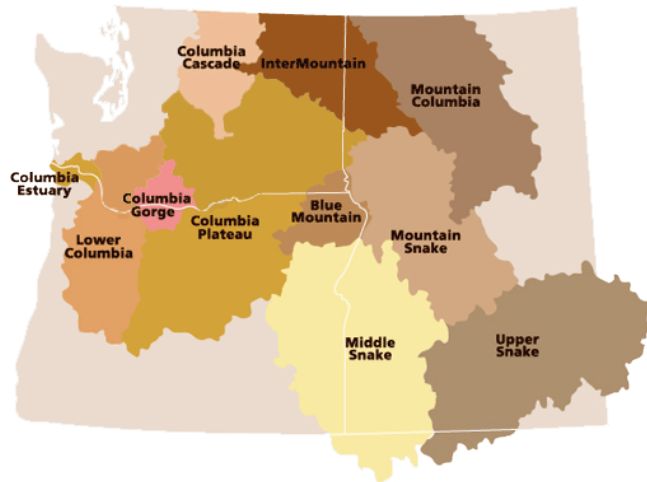 Columbia
Cascade
InterMountain
Mountain
Columbia
Columbia
Estuary
Columbia
Gorge
Blue
Mountain
Columbia
Plateau
Lower
Columbia
Mountain
Snake
Middle
Snake
Upper
Snake